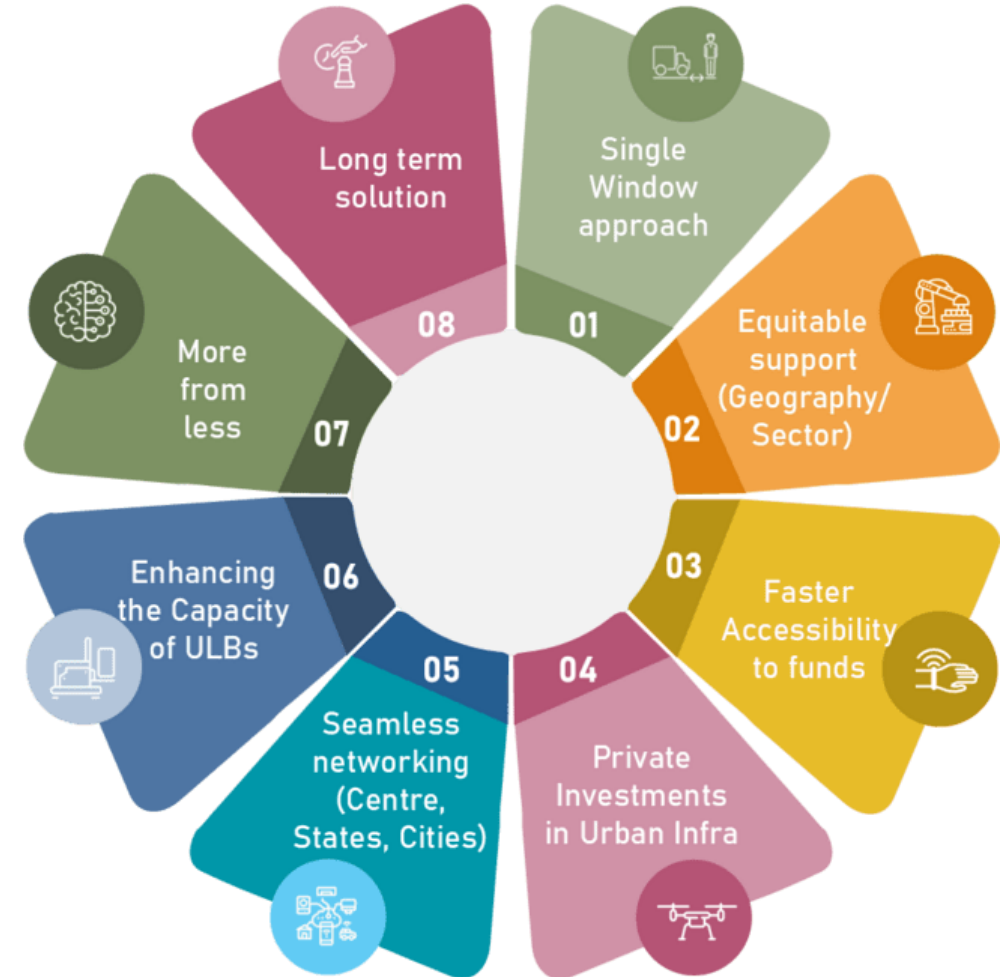 01
Single
Window
approach
02
Equitable
support
(Geography/
Sector)
03
Faster
Accessibility
to funds
04
Private
Investments
in Urban Infra
05
Seamless
networking
(Centre,
States, Cities)
06
Enhancing
the Capacity
of ULBs
07
More
from
less
08
Long term
solution